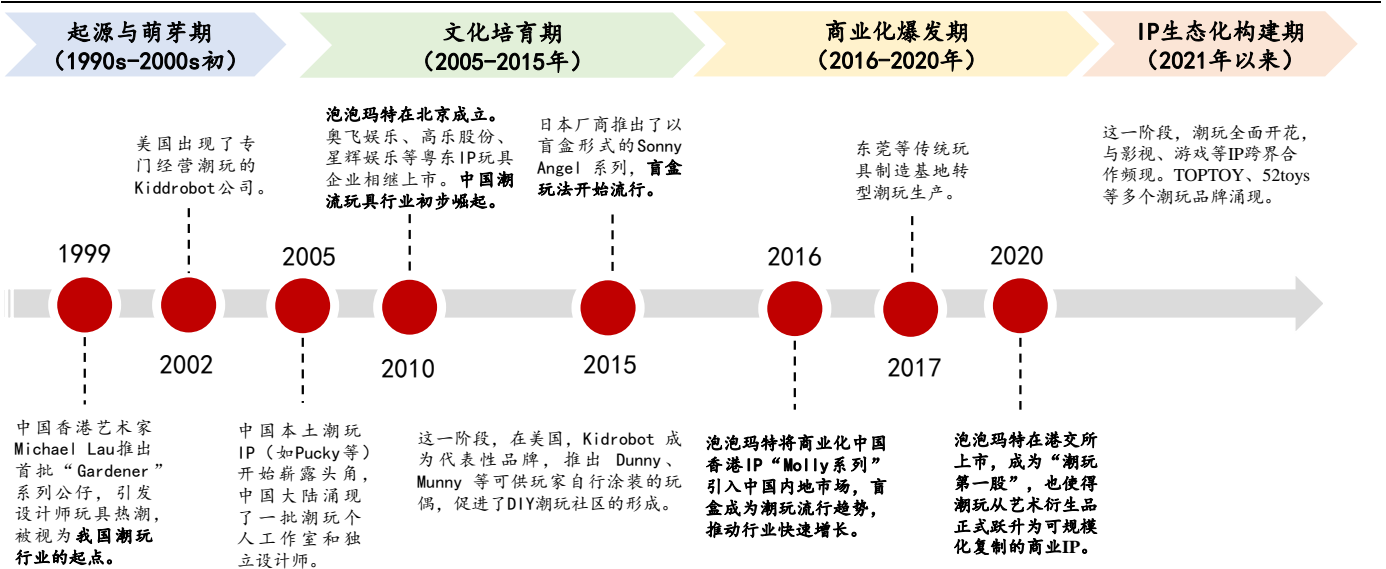 起源与萌芽期
（1990s-2000s初）
文化培育期
（2005-2015年）
商业化爆发期
（2016-2020年）
IP生态化构建期
（2021年以来）
美国出现了专
门经营潮玩的
Kiddrobot公司。
泡泡玛特在北京成立。
奥飞娱乐、高乐股份、
星辉娱乐等粤东IP玩具
企业相继上市。中国潮
流玩具行业初步崛起。
日本厂商推出了以
盲盒形式的Sonny
Angel 系列，盲盒
玩法开始流行。
东莞等传统玩
具制造基地转
型潮玩生产。
这一阶段，潮玩全面开花，
与影视、游戏等IP跨界合
作频现。TOPTOY、52toys
等多个潮玩品牌涌现。
1999
2005
2016
2020
2002
2010
2015
2017
中国香港艺术家
Michael Lau推出
首批“Gardener”
系列公仔，引发
设计师玩具热潮，
被视为我国潮玩
行业的起点。
中国本土潮玩
IP（如Pucky等）
开始崭露头角，
中国大陆涌现
了一批潮玩个
人工作室和独
立设计师。
这一阶段，在美国，Kidrobot 成
为代表性品牌，推出 Dunny、
Munny 等可供玩家自行涂装的玩
偶，促进了DIY潮玩社区的形成。
泡泡玛特将商业化中国
香港IP“Molly系列”
引入中国内地市场，盲
盒成为潮玩流行趋势，
推动行业快速增长。
泡泡玛特在港交所
上市，成为“潮玩
第一股”，也使得
潮玩从艺术衍生品
正式跃升为可规模
化复制的商业IP。